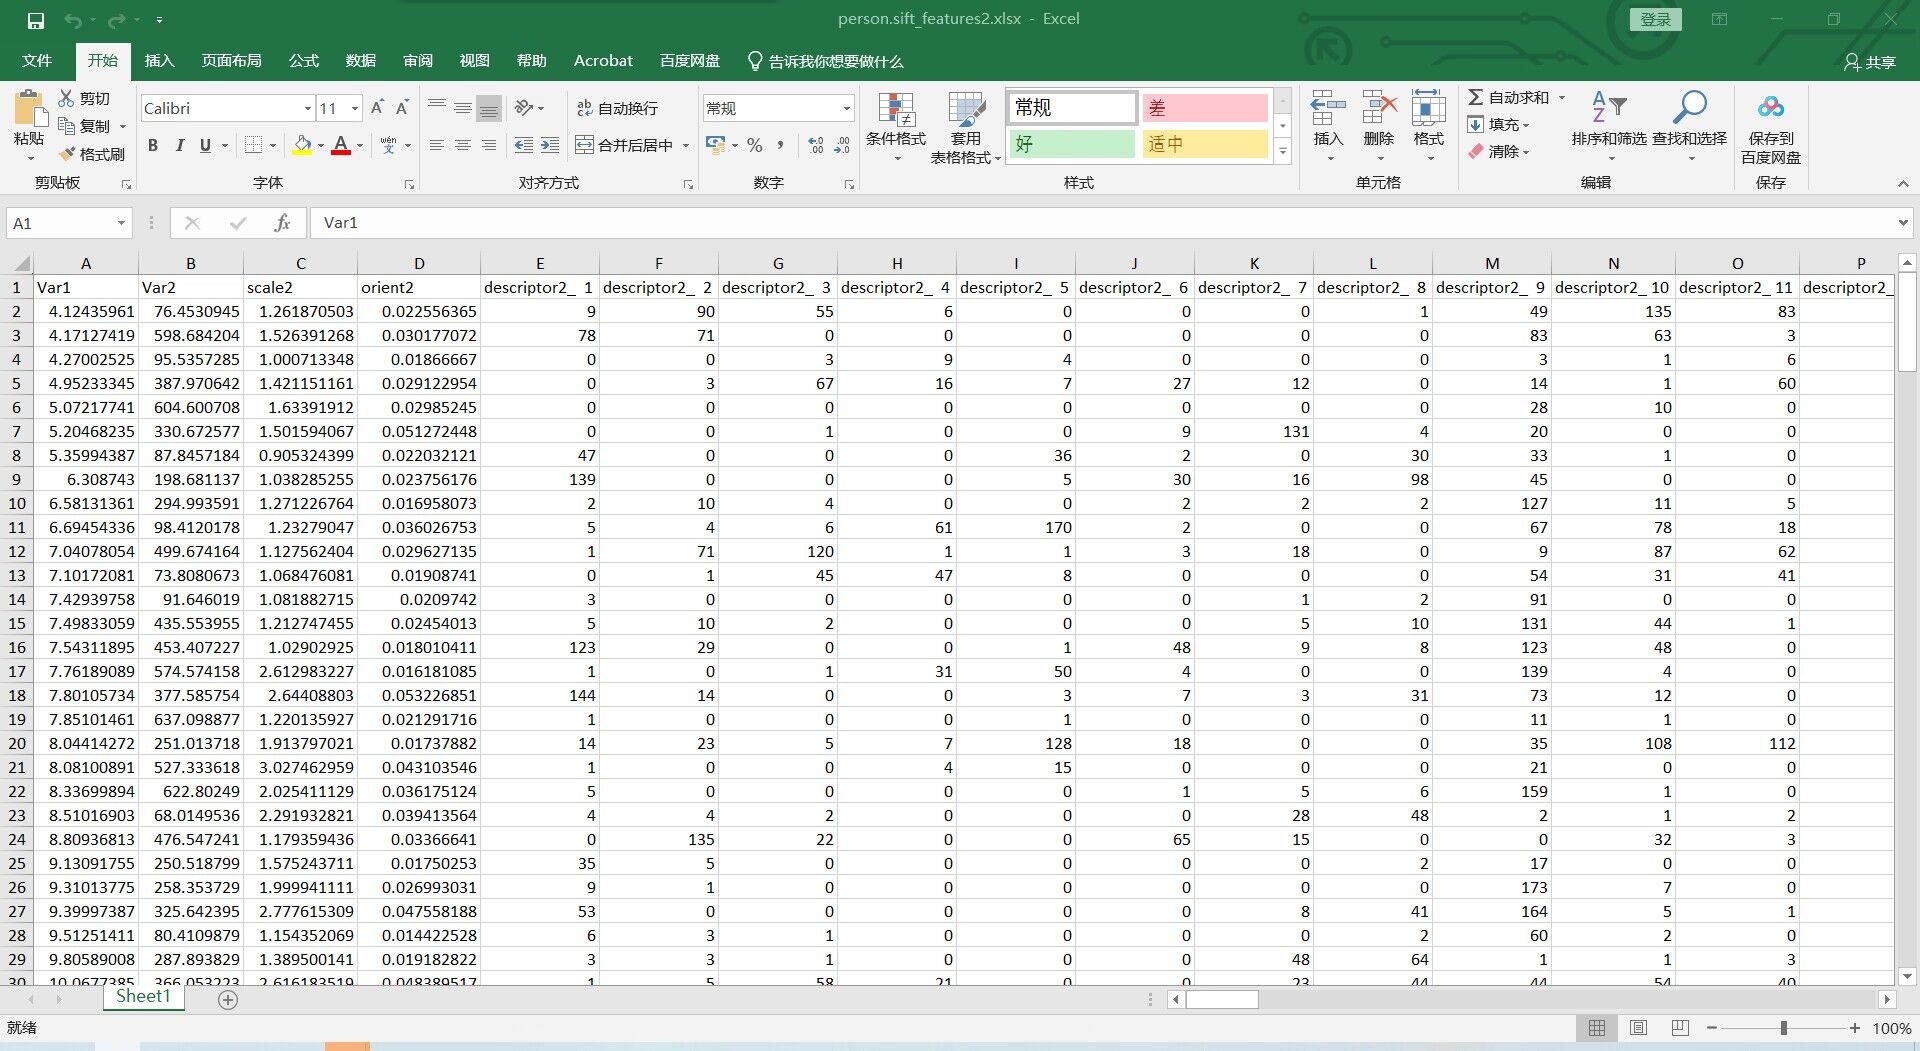 person.sift_features2.xlsx - Excel
登录
文件 开始 插入 页面布局 公式 数据 审阅 视图 帮助 Acrobat 百度网盘 告诉我你想要做什么 共享
粘贴 剪切 复制 格式刷 剪贴板
Calibri 11 B I U A wén 文 字体
ab 自动换行 合并后居中 对齐方式
常规 % , 数字
条件格式 套用表格格式 常规 差 好 适中 样式
插入 删除 格式 单元格
Σ 自动求和 填充 清除 排序和筛选 查找和选择 编辑
保存到百度网盘 保存
A1 fx Var1
A B C D E F G H I J K L M N O P
1 Var1 Var2 scale2 orient2 descriptor2_ 1 descriptor2_ 2 descriptor2_ 3 descriptor2_ 4 descriptor2_ 5 descriptor2_ 6 descriptor2_ 7 descriptor2_ 8 descriptor2_ 9 descriptor2_ 10 descriptor2_ 11 descriptor2_
2 4.12435961 76.4530945 1.261870503 0.022556365 9 90 55 6 0 0 0 1 49 135 83
3 4.17127419 598.684204 1.526391268 0.030177072 78 71 0 0 0 0 0 0 83 63 3
4 4.27002525 95.5357285 1.000713348 0.01866667 0 0 3 9 4 0 0 0 3 1 6
5 4.95233345 387.970642 1.421151161 0.029122954 0 3 67 16 7 27 12 0 14 1 60
6 5.07217741 604.600708 1.63391912 0.02985245 0 0 0 0 0 0 0 0 28 10 0
7 5.20468235 330.672577 1.501594067 0.051272448 0 0 1 0 0 9 131 4 20 0 0
8 5.35994387 87.8457184 0.905324399 0.022032121 47 0 0 0 36 2 0 30 33 1 0
9 6.308743 198.681137 1.038285255 0.023756176 139 0 0 0 5 30 16 98 45 0 0
10 6.58131361 294.993591 1.271226764 0.016958073 2 10 4 0 0 2 2 2 127 11 5
11 6.69454336 98.4120178 1.23279047 0.036026753 5 4 6 61 170 2 0 0 67 78 18
12 7.04078054 499.674164 1.127562404 0.029627135 1 71 120 1 1 3 18 0 9 87 62
13 7.10172081 73.8080673 1.068476081 0.01908741 0 1 45 47 8 0 0 0 54 31 41
14 7.42939758 91.646019 1.081882715 0.0209742 3 0 0 0 0 0 1 2 91 0 0
15 7.49833059 435.553955 1.212747455 0.02454013 5 10 2 0 0 0 5 10 131 44 1
16 7.54311895 453.407227 1.02902925 0.018010411 123 29 0 0 1 48 9 8 123 48 0
17 7.76189089 574.574158 2.612983227 0.016181085 1 0 1 31 50 4 0 0 139 4 0
18 7.80105734 377.585754 2.64408803 0.053226851 144 14 0 0 3 7 3 31 73 12 0
19 7.85101461 637.098877 1.220135927 0.021291716 1 0 0 0 1 0 0 0 11 1 0
20 8.04414272 251.013718 1.913797021 0.01737882 14 23 5 7 128 18 0 0 35 108 112
21 8.08100891 527.333618 3.027462959 0.043103546 1 0 0 4 15 0 0 0 21 0 0
22 8.33699894 622.80249 2.025411129 0.036175124 5 0 0 0 0 1 5 6 159 1 0
23 8.51016903 68.0149536 2.291932821 0.039413564 4 4 2 0 0 0 28 48 2 1 2
24 8.80936813 476.547241 1.179359436 0.03366641 0 135 22 0 0 65 15 0 0 32 3
25 9.13091755 250.518799 1.575243711 0.01750253 35 5 0 0 0 0 0 2 17 0 0
26 9.31013775 258.353729 1.999941111 0.026993031 9 1 0 0 0 0 0 0 173 7 0
27 9.39997387 325.642395 2.777615309 0.047558188 53 0 0 0 0 0 8 41 164 5 1
28 9.51251411 80.4109879 1.154352069 0.014422528 6 3 1 0 0 0 0 2 60 2 0
29 9.80589008 287.893829 1.389500141 0.019182822 3 3 1 0 0 0 48 64 1 1 3
30 10.0677385 366.053223 2.616183519 0.048389517 1 5 58 21 0 0 23 44 44 54 40
Sheet1
就绪 100%